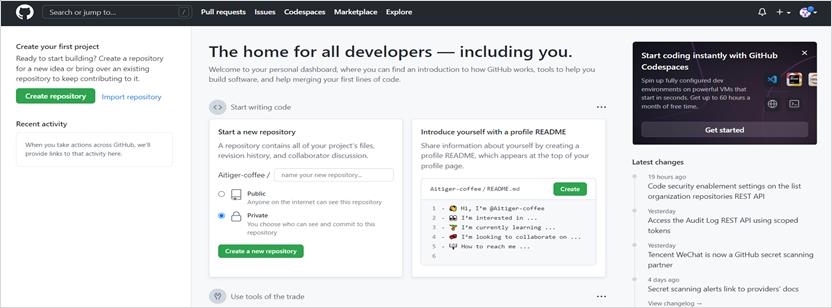 Search or jump to...
/
Pull requests Issues Codespaces Marketplace Explore
Create your first project
Ready to start building? Create a repository
for a new idea or bring over an existing
repository to keep contributing to it.
Create repository
Import repository
Recent activity
When you take actions across GitHub, we'll
provide links to that activity here.
The home for all developers — including you.
Welcome to your personal dashboard, where you can find an introduction to how GitHub works, tools to help you
build software, and help merging your first lines of code.
Start writing code
Start a new repository
A repository contains all of your project's files,
revision history, and collaborator discussion.
Aitiger-coffee / name your new repository...
Public
Anyone on the internet can see this repository
Private
You choose who can see and commit to this
repository
Create a new repository
Introduce yourself with a profile README
Share information about yourself by creating a
profile README, which appears at the top of your
profile page.
Aitiger-coffee / README.md
Create
1 - 👋 Hi, I'm @Aitiger-coffee
2 - 👀 I'm interested in ...
3 - 🌱 I'm currently learning ...
4 - 💞️ I'm looking to collaborate on ...
5 - 📫 How to reach me ...
6
Use tools of the trade
Start coding instantly with GitHub
Codespaces
Spin up fully configured dev
environments on powerful VMs that
start in seconds. Get up to 60 hours a
month of free time.
Get started
Latest changes
19 hours ago
Code security enablement settings on the list
organization repositories REST API
Yesterday
Access the Audit Log REST API using scoped
tokens
Yesterday
Tencent WeChat is now a GitHub secret scanning
partner
4 days ago
Secret scanning alerts link to providers' docs
View changelog →